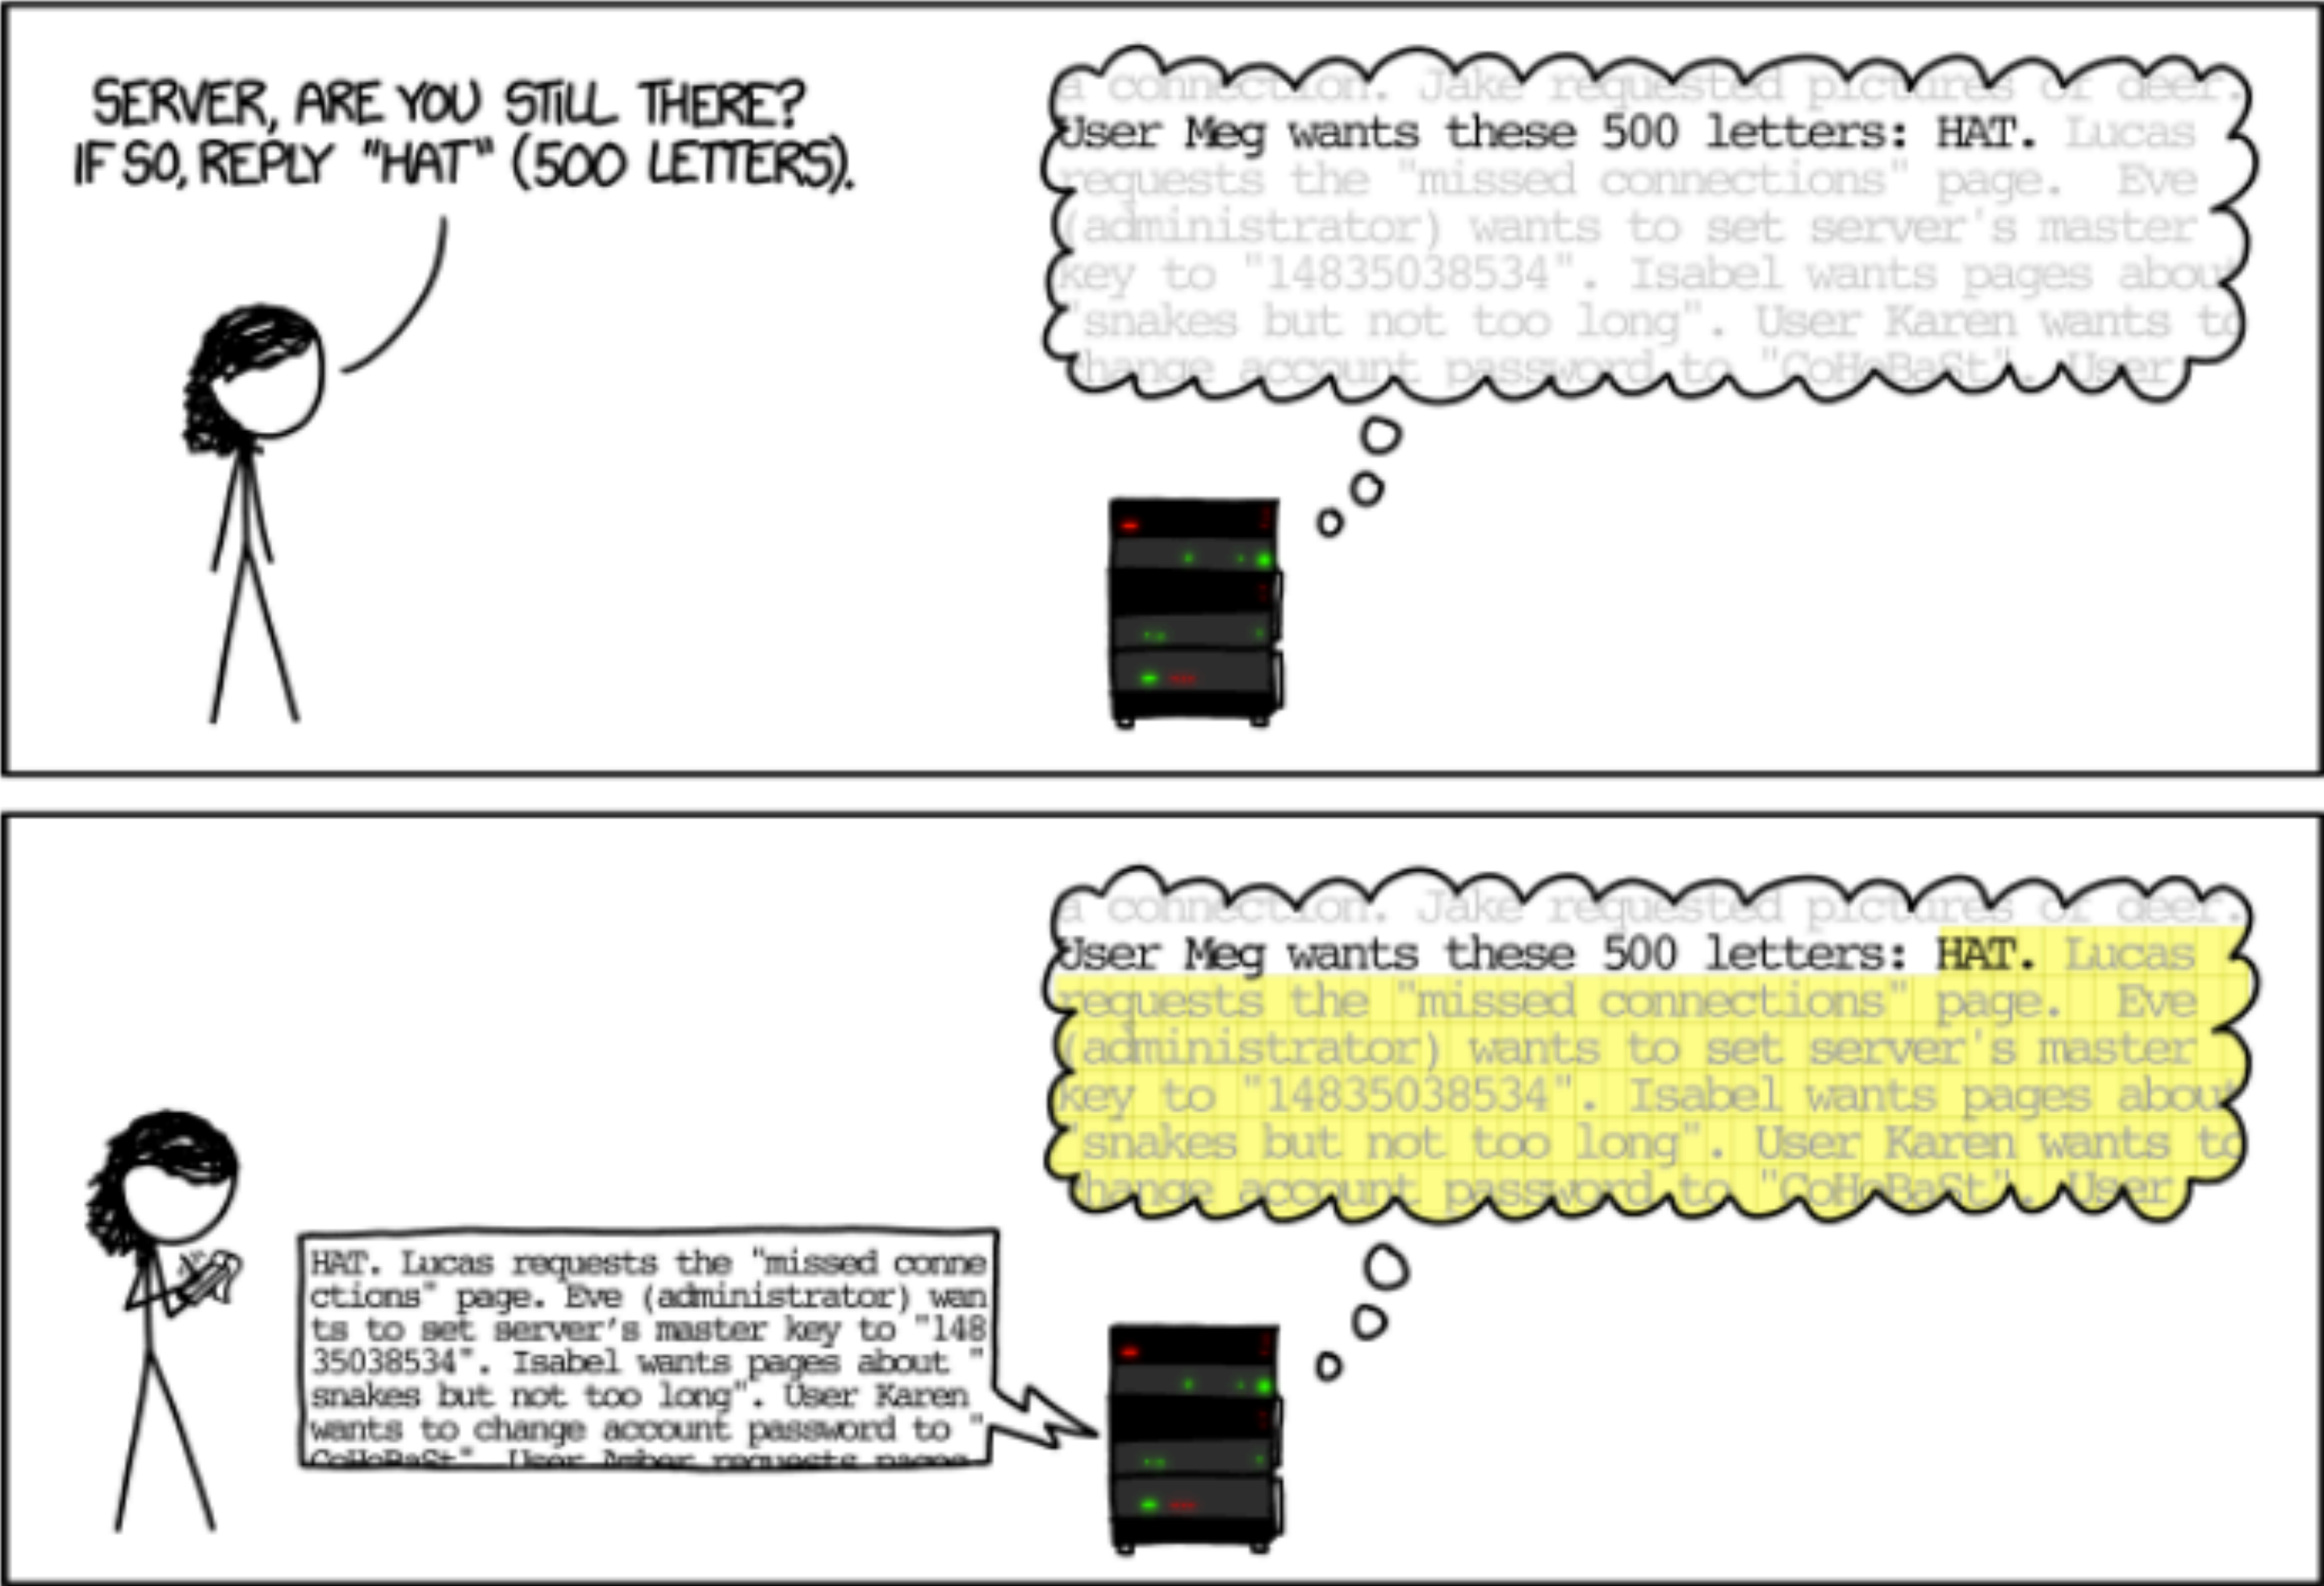 SERVER, ARE YOU STILL THERE?
IF SO, REPLY "HAT" (500 LETTERS).
a connection. Jake requested pictures of deer.
User Meg wants these 500 letters: HAT. Lucas
requests the "missed connections" page. Eve
(administrator) wants to set server's master
key to "14835038534". Isabel wants pages about
"snakes but not too long". User Karen wants to
change account password to "CoHoBaSt". User
a connection. Jake requested pictures of deer.
User Meg wants these 500 letters: HAT. Lucas
requests the "missed connections" page. Eve
(administrator) wants to set server's master
key to "14835038534". Isabel wants pages about
"snakes but not too long". User Karen wants to
change account password to "CoHoBaSt". User
HAT. Lucas requests the "missed conne
ctions" page. Eve (administrator) wan
ts to set server's master key to "148
35038534". Isabel wants pages about "
snakes but not too long". User Karen
wants to change account password to "
CoHoBaSt". User Amber requests pages